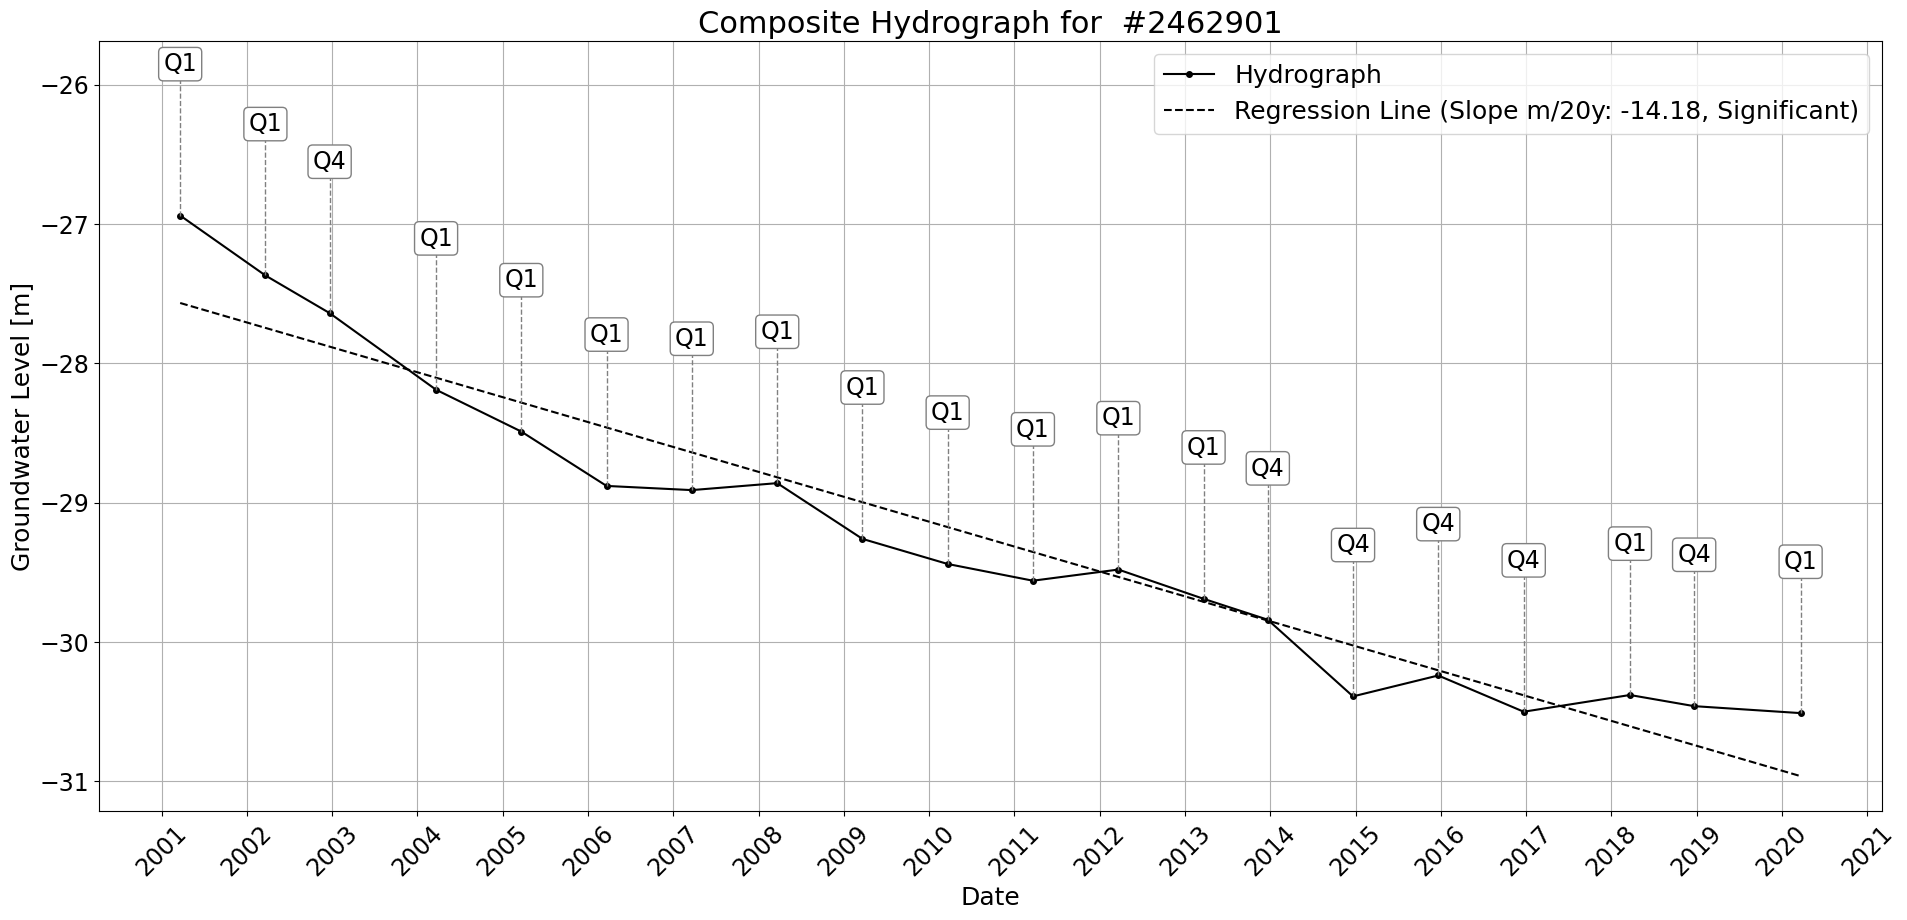 Composite Hydrograph for  #2462901
Hydrograph
Regression Line (Slope m/20y: -14.18, Significant)
Groundwater Level [m]
−26
−27
−28
−29
−30
−31
Q1
Q1
Q4
Q1
Q1
Q1
Q1
Q1
Q1
Q1
Q1
Q1
Q1
Q4
Q4
Q4
Q4
Q1
Q4
Q1
2001
2002
2003
2004
2005
2006
2007
2008
2009
2010
2011
2012
2013
2014
2015
2016
2017
2018
2019
2020
2021
Date